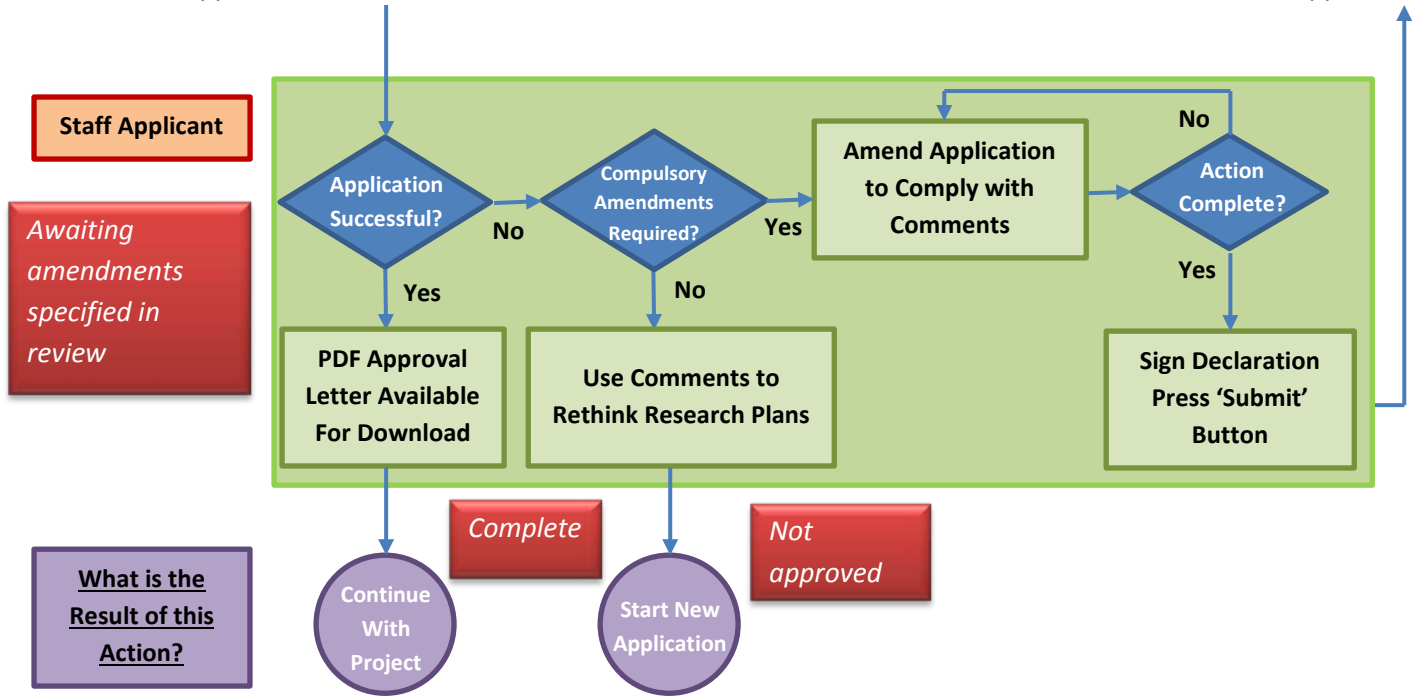 Staff Applicant
Awaiting
amendments
specified in
review
Application
Successful?
No
Compulsory
Amendments
Required?
Yes
Amend Application
to Comply with
Comments
No
Action
Complete?
Yes
No
Yes
PDF Approval
Letter Available
For Download
Use Comments to
Rethink Research Plans
Sign Declaration
Press ‘Submit’
Button
Complete
Not
approved
What is the
Result of this
Action?
Continue
With
Project
Start New
Application